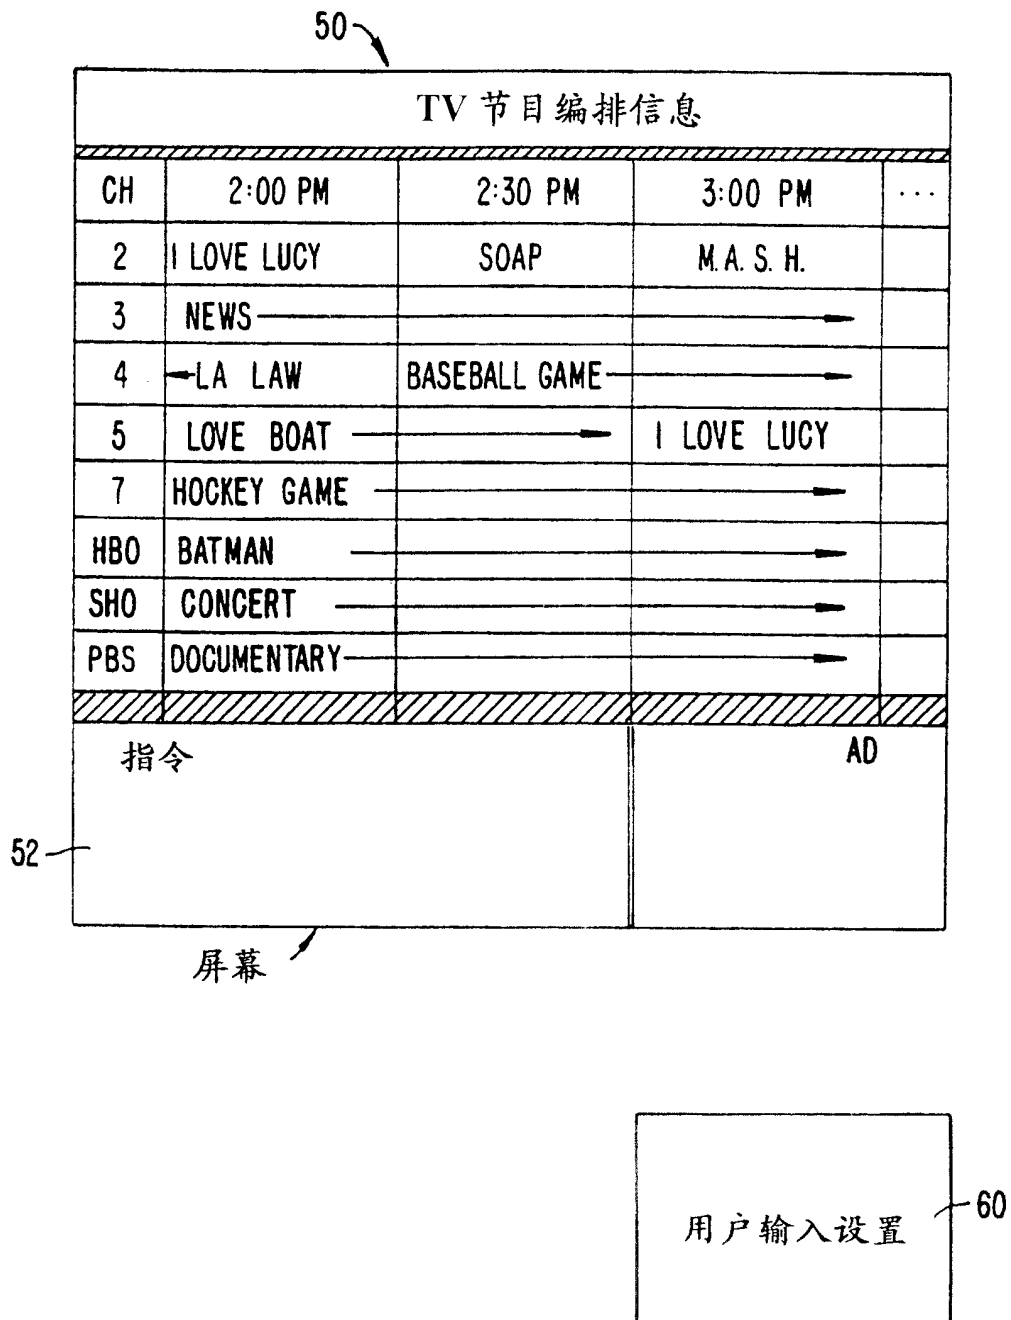 50
TV 节目编排信息
CH 2:00 PM 2:30 PM 3:00 PM ...
2 I LOVE LUCY SOAP M.A.S.H.
3 NEWS
4 LA LAW BASEBALL GAME
5 LOVE BOAT I LOVE LUCY
7 HOCKEY GAME
HBO BATMAN
SHO CONCERT
PBS DOCUMENTARY
指令 AD
52
屏幕
用户输入设置 60